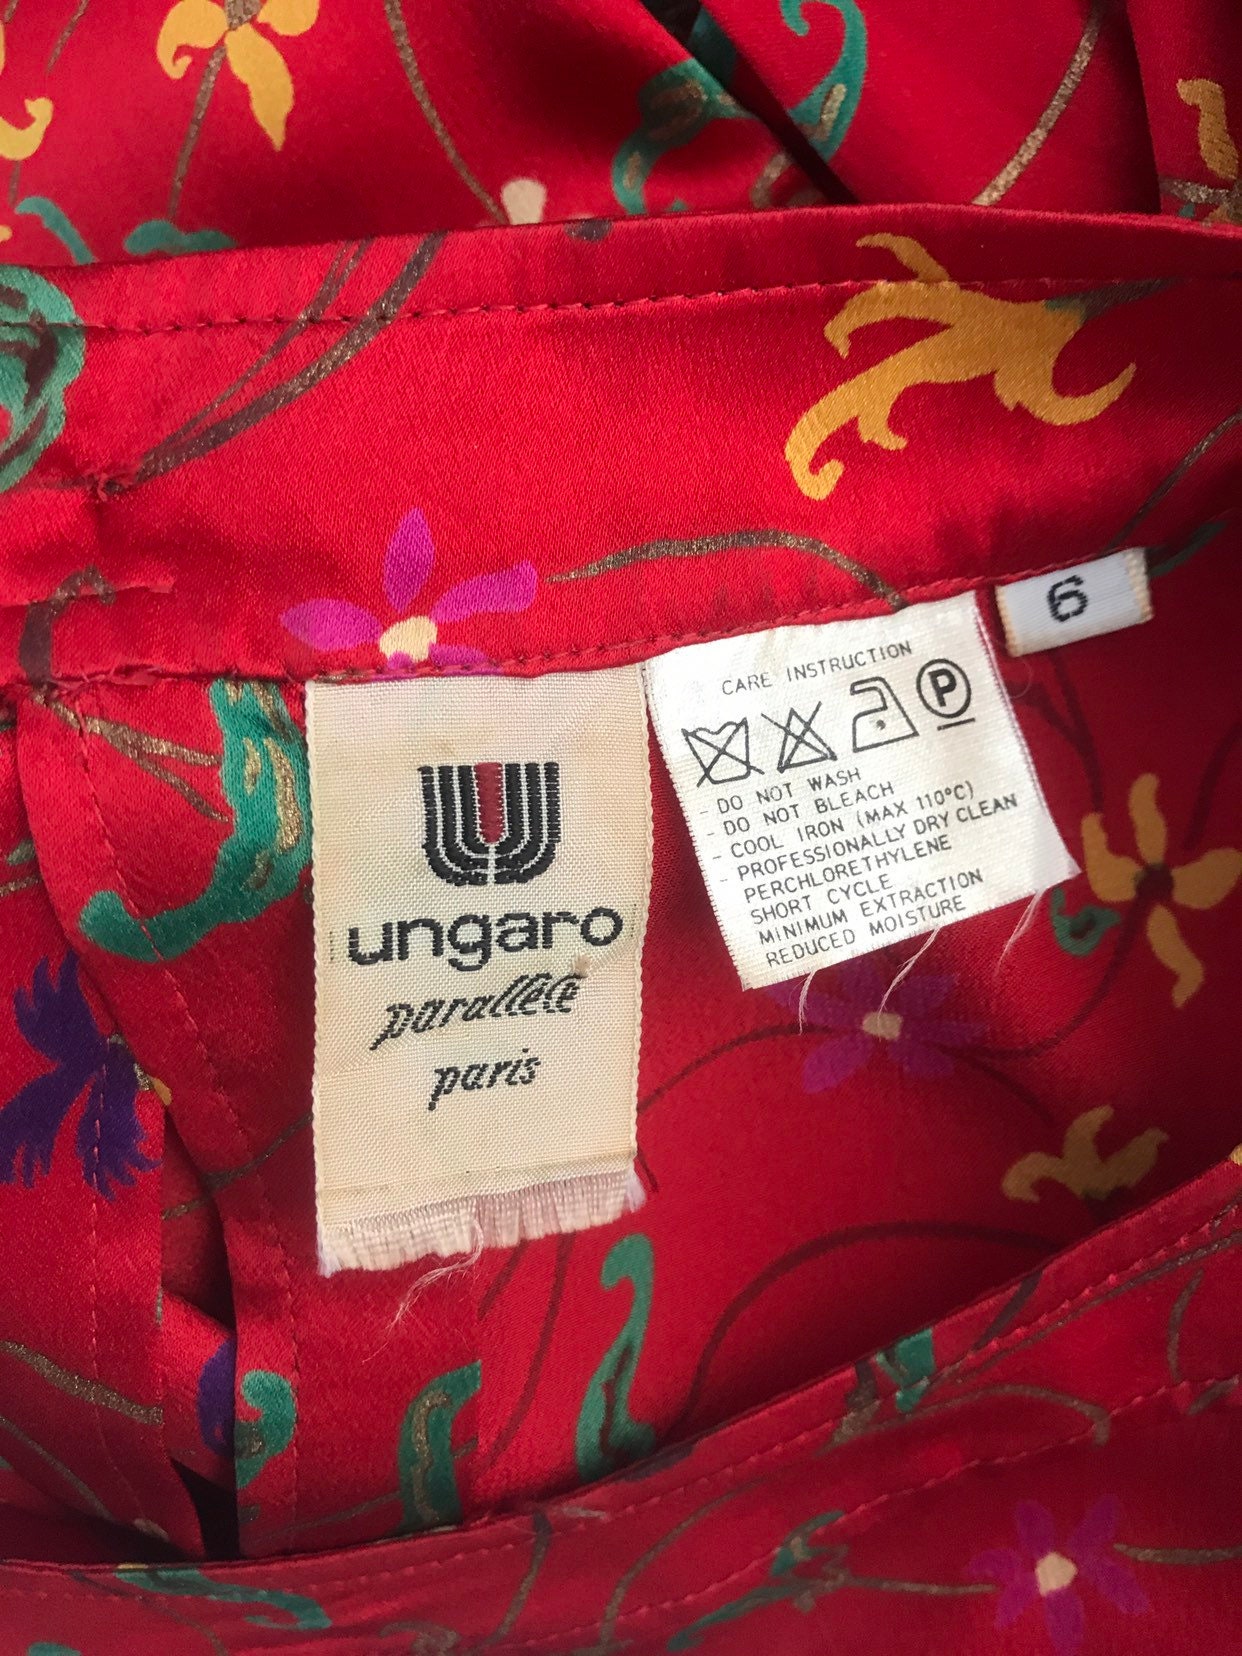 ungaro
parallèle
paris
CARE INSTRUCTION
P
- DO NOT WASH
- DO NOT BLEACH
- COOL IRON (MAX 110°C)
- PROFESSIONALLY DRY CLEAN
PERCHLORETHYLENE
SHORT CYCLE
MINIMUM EXTRACTION
REDUCED MOISTURE
6